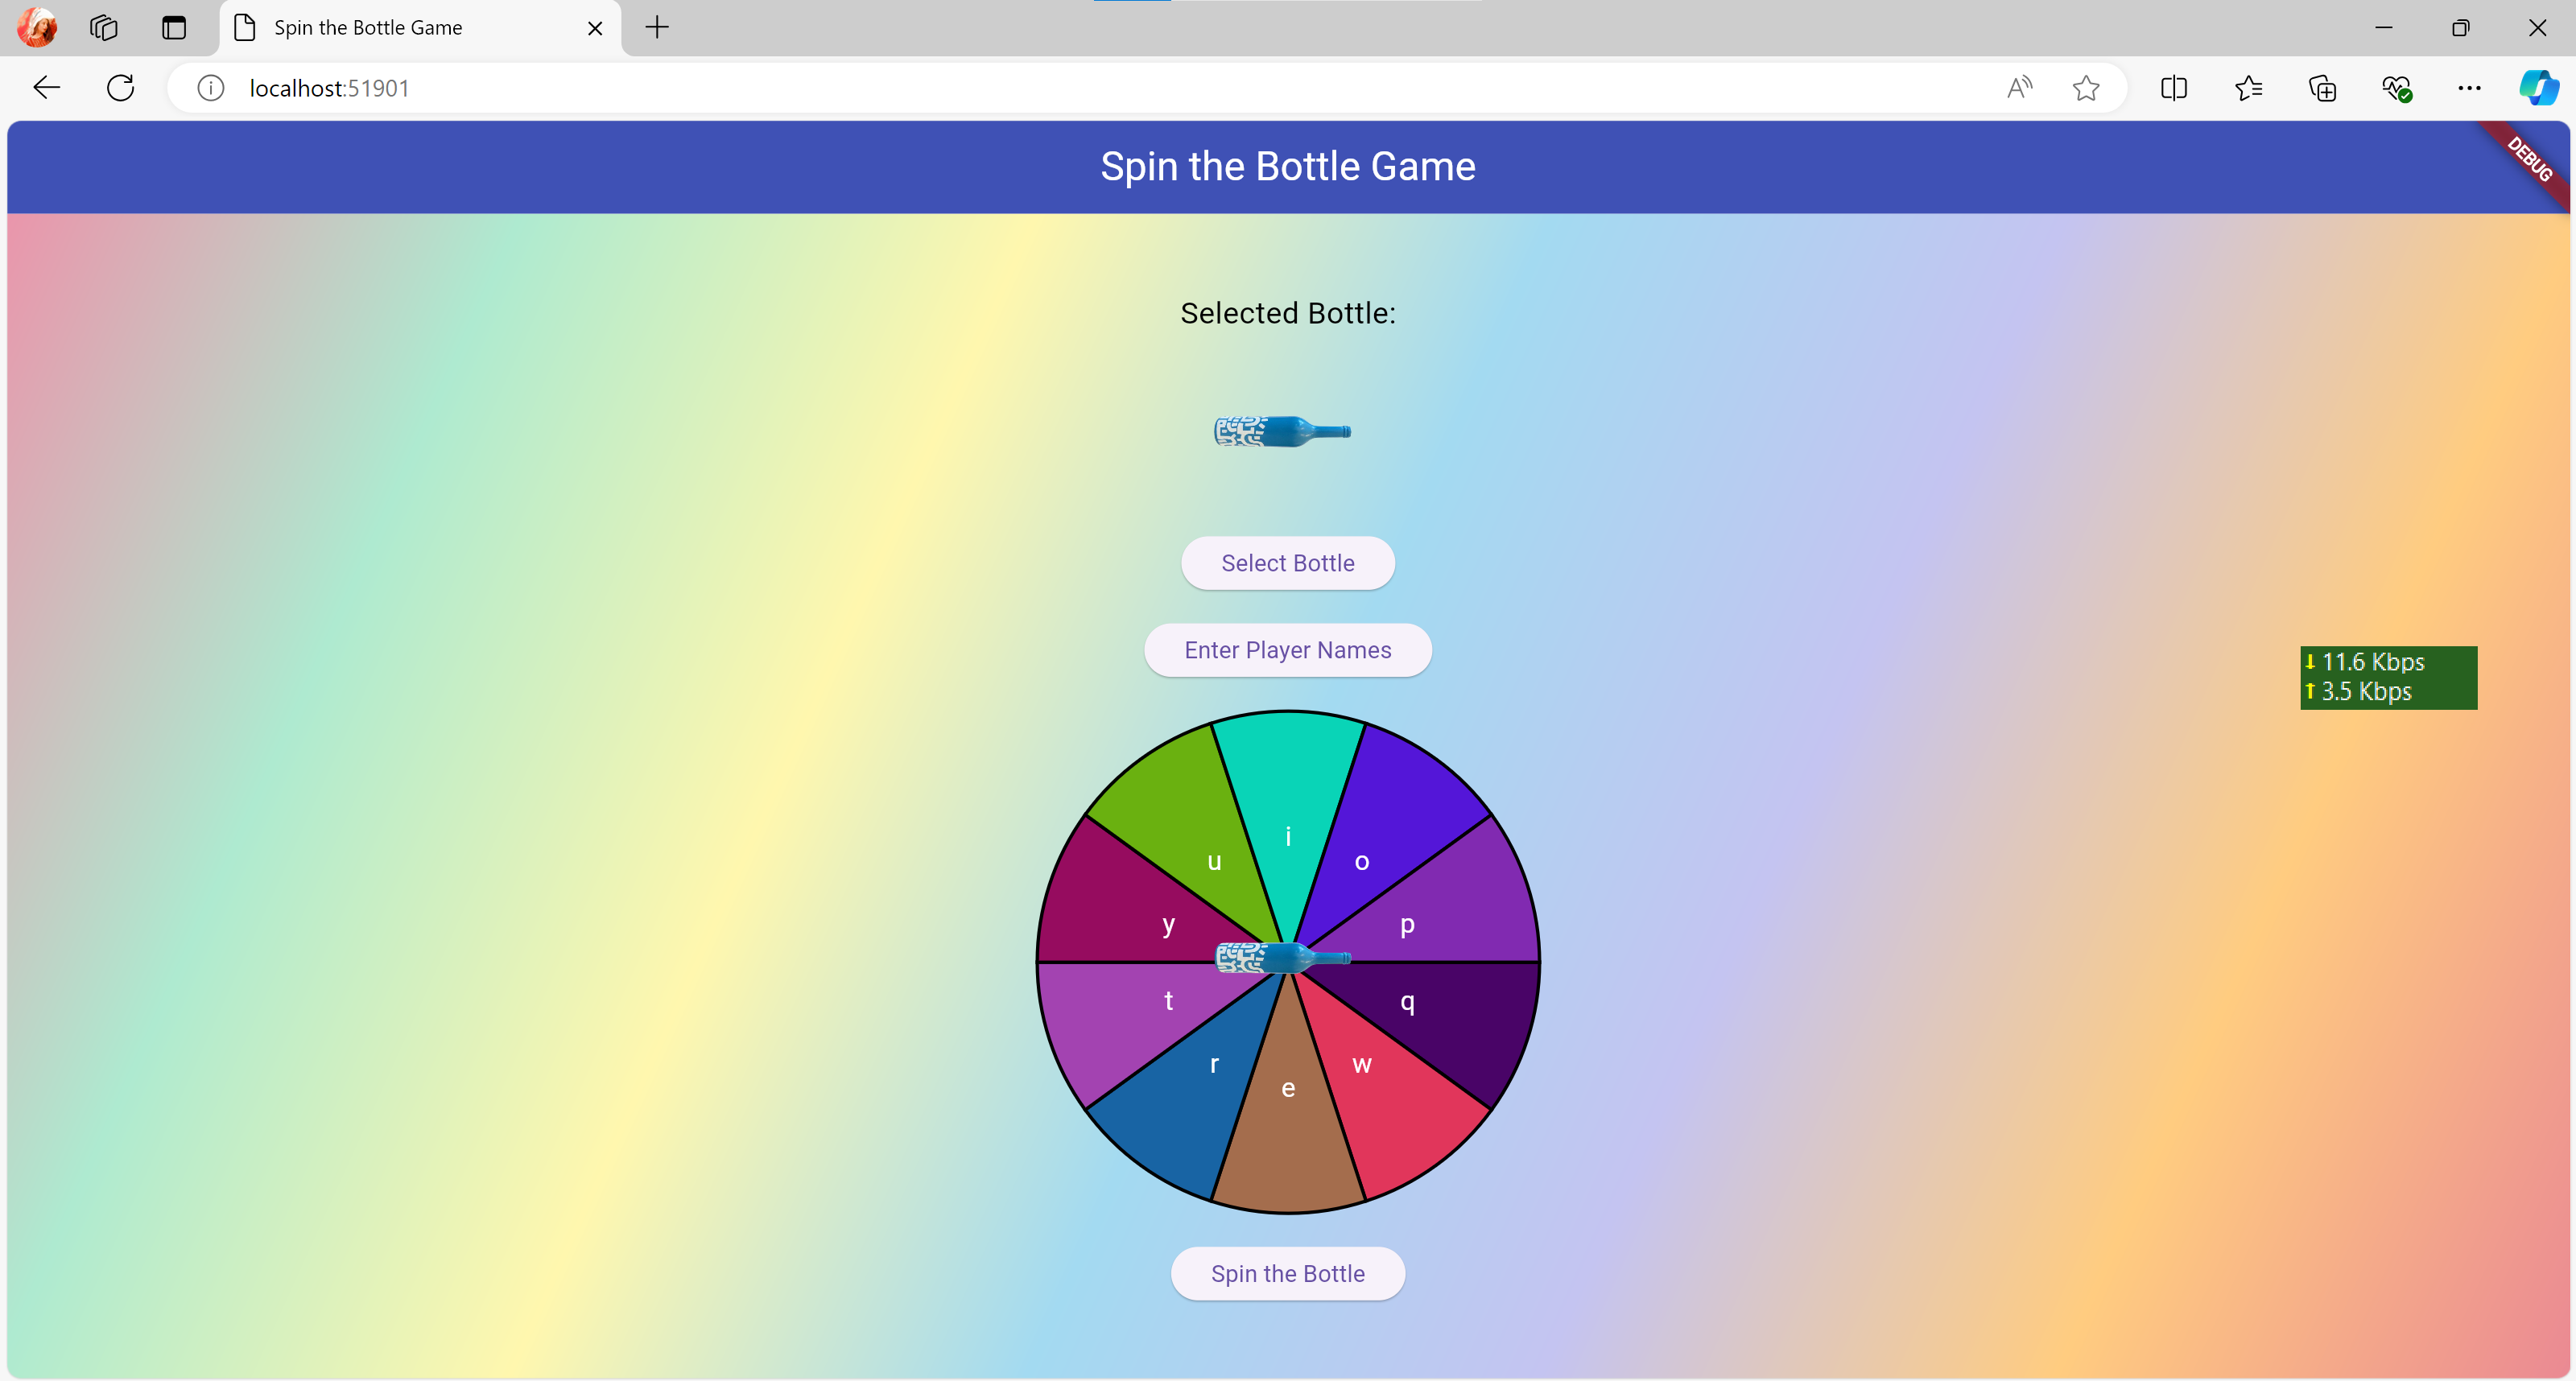 Spin the Bottle Game
localhost:51901
Spin the Bottle Game
DEBUG
Selected Bottle:
Select Bottle
Enter Player Names
11.6 Kbps
3.5 Kbps
i
u
o
y
p
t
q
r
w
e
Spin the Bottle